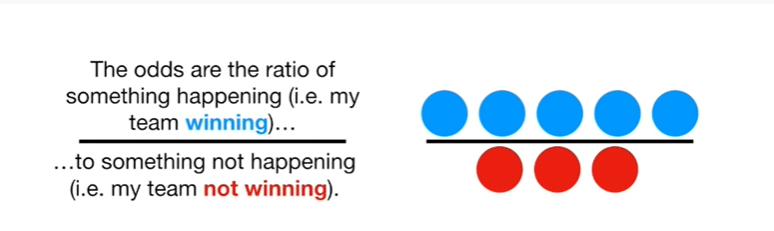 The odds are the ratio of
something happening (i.e. my
team winning)…
…to something not happening
(i.e. my team not winning).